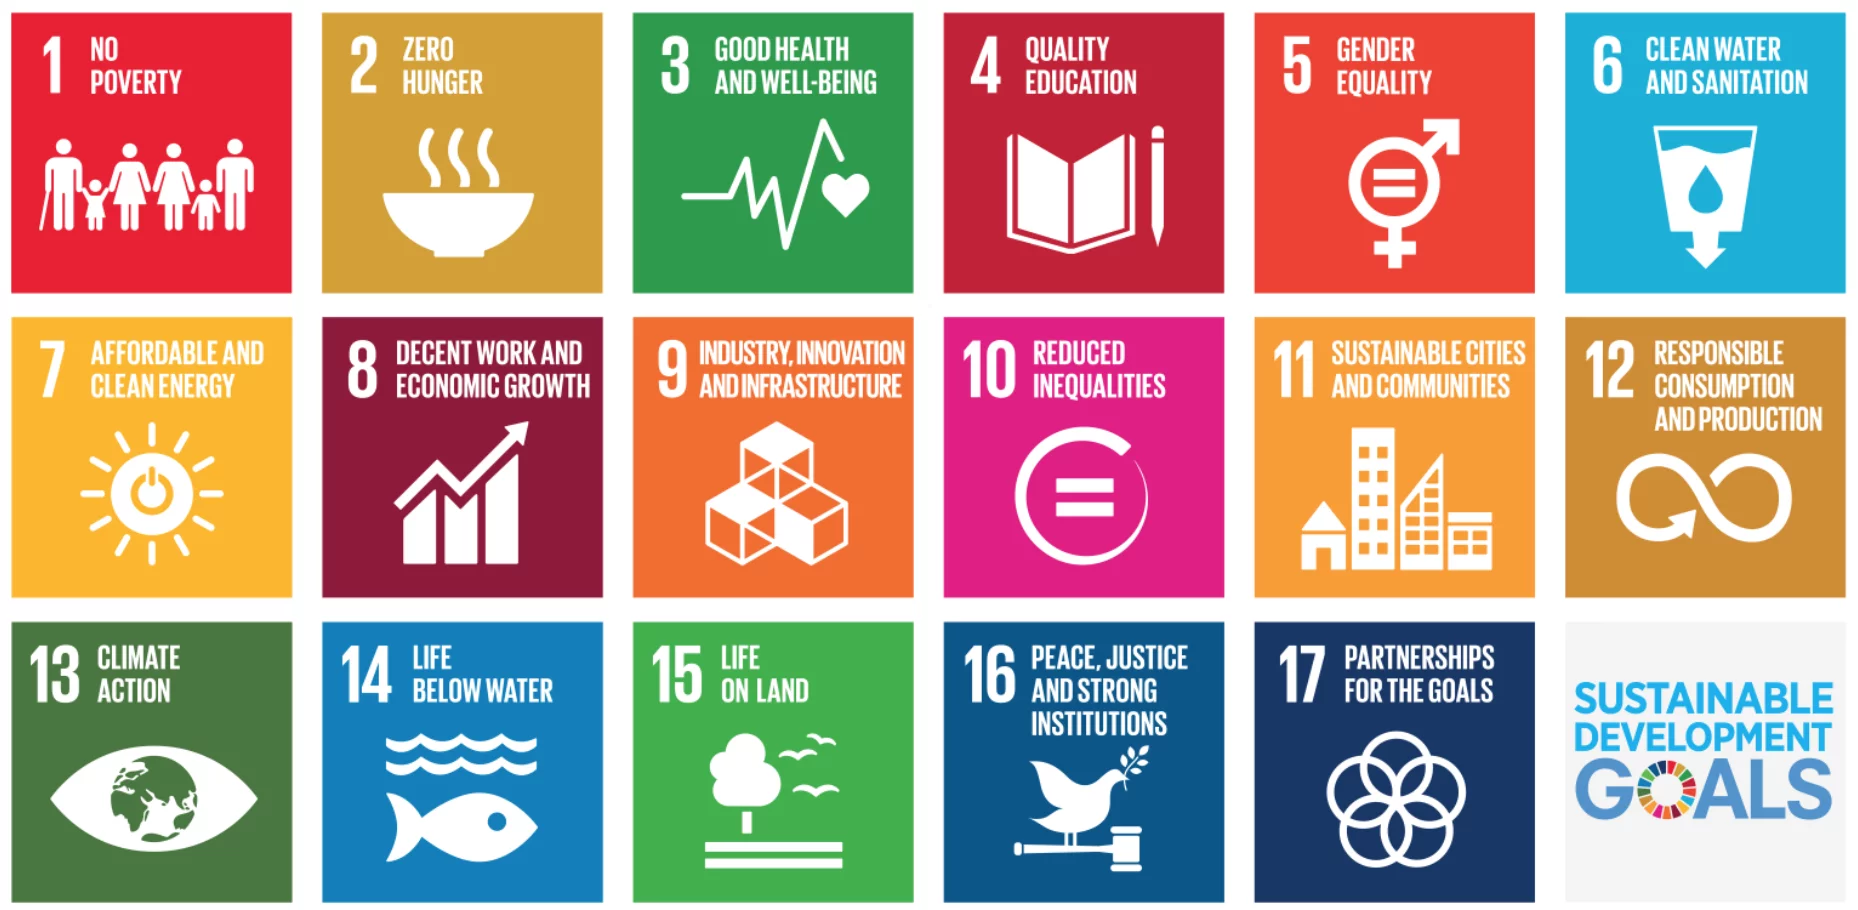 1 NO
POVERTY
2 ZERO
HUNGER
3 GOOD HEALTH
AND WELL-BEING
4 QUALITY
EDUCATION
5 GENDER
EQUALITY
6 CLEAN WATER
AND SANITATION
7 AFFORDABLE AND
CLEAN ENERGY
8 DECENT WORK AND
ECONOMIC GROWTH
9 INDUSTRY, INNOVATION
AND INFRASTRUCTURE
10 REDUCED
INEQUALITIES
11 SUSTAINABLE CITIES
AND COMMUNITIES
12 RESPONSIBLE
CONSUMPTION
AND PRODUCTION
13 CLIMATE
ACTION
14 LIFE
BELOW WATER
15 LIFE
ON LAND
16 PEACE, JUSTICE
AND STRONG
INSTITUTIONS
17 PARTNERSHIPS
FOR THE GOALS
SUSTAINABLE
DEVELOPMENT
GOALS